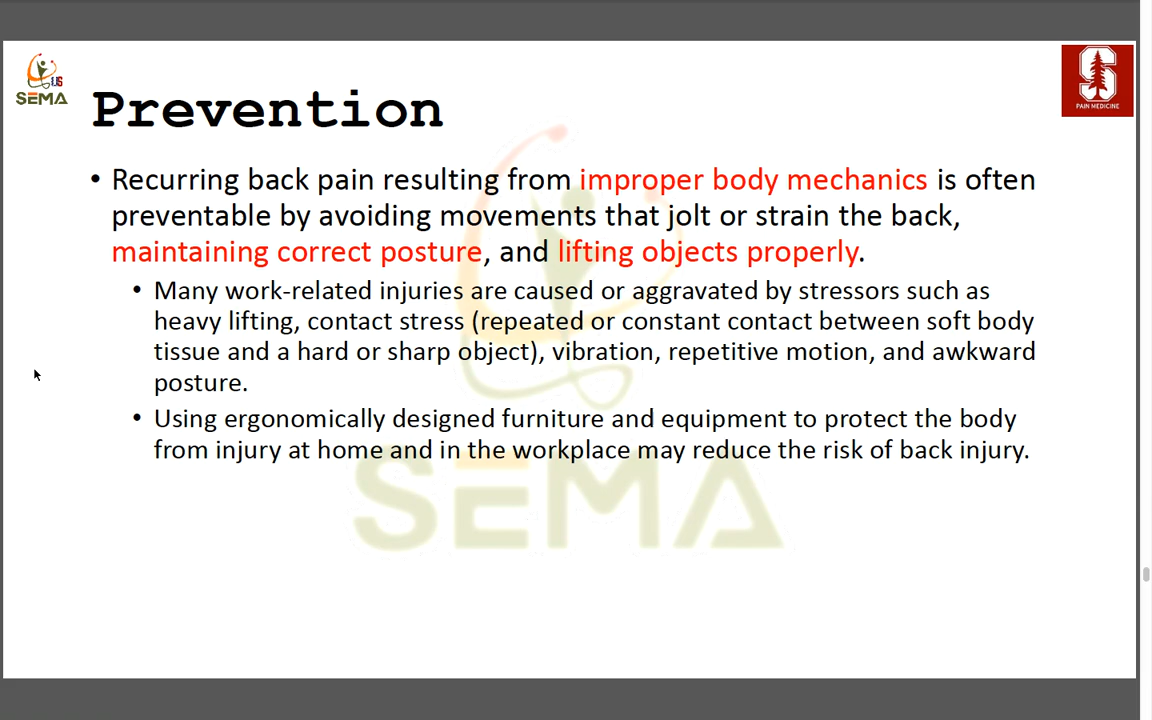 US
SEMA
PAIN MEDICINE
Prevention
• Recurring back pain resulting from improper body mechanics is often
preventable by avoiding movements that jolt or strain the back,
maintaining correct posture, and lifting objects properly.
• Many work-related injuries are caused or aggravated by stressors such as
heavy lifting, contact stress (repeated or constant contact between soft body
tissue and a hard or sharp object), vibration, repetitive motion, and awkward
posture.
• Using ergonomically designed furniture and equipment to protect the body
from injury at home and in the workplace may reduce the risk of back injury.
SEMA